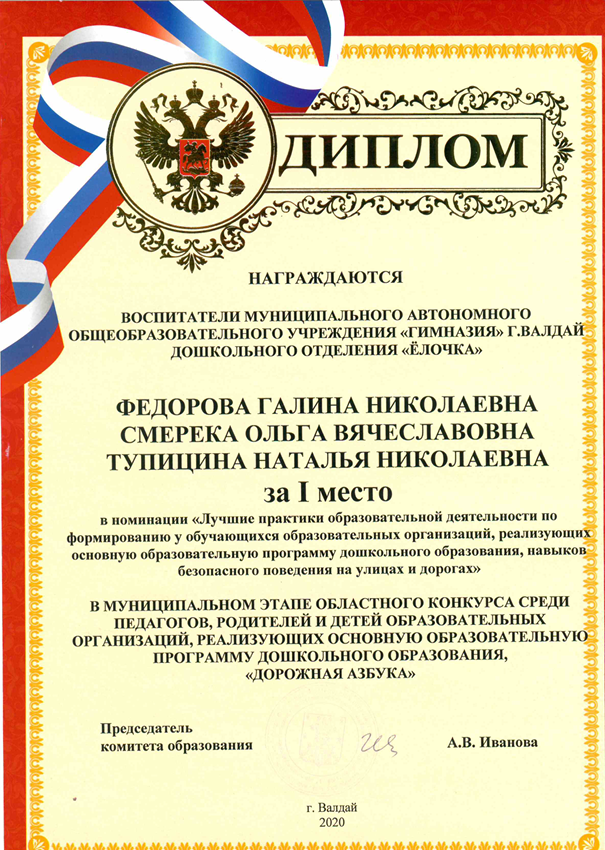 ДИПЛОМ
НАГРАЖДАЮТСЯ
ВОСПИТАТЕЛИ МУНИЦИПАЛЬНОГО АВТОНОМНОГО
ОБЩЕОБРАЗОВАТЕЛЬНОГО УЧРЕЖДЕНИЯ «ГИМНАЗИЯ» Г.ВАЛДАЙ
ДОШКОЛЬНОГО ОТДЕЛЕНИЯ «ЁЛОЧКА»
ФЕДОРОВА ГАЛИНА НИКОЛАЕВНА
СМЕРЕКА ОЛЬГА ВЯЧЕСЛАВОВНА
ТУПИЦИНА НАТАЛЬЯ НИКОЛАЕВНА
за I место
в номинации «Лучшие практики образовательной деятельности по
формированию у обучающихся образовательных организаций, реализующих
основную образовательную программу дошкольного образования, навыков
безопасного поведения на улицах и дорогах»
В МУНИЦИПАЛЬНОМ ЭТАПЕ ОБЛАСТНОГО КОНКУРСА СРЕДИ
ПЕДАГОГОВ, РОДИТЕЛЕЙ И ДЕТЕЙ ОБРАЗОВАТЕЛЬНЫХ
ОРГАНИЗАЦИЙ, РЕАЛИЗУЮЩИХ ОСНОВНУЮ ОБРАЗОВАТЕЛЬНУЮ
ПРОГРАММУ ДОШКОЛЬНОГО ОБРАЗОВАНИЯ,
«ДОРОЖНАЯ АЗБУКА»
Председатель
комитета образования А.В. Иванова
г. Валдай
2020